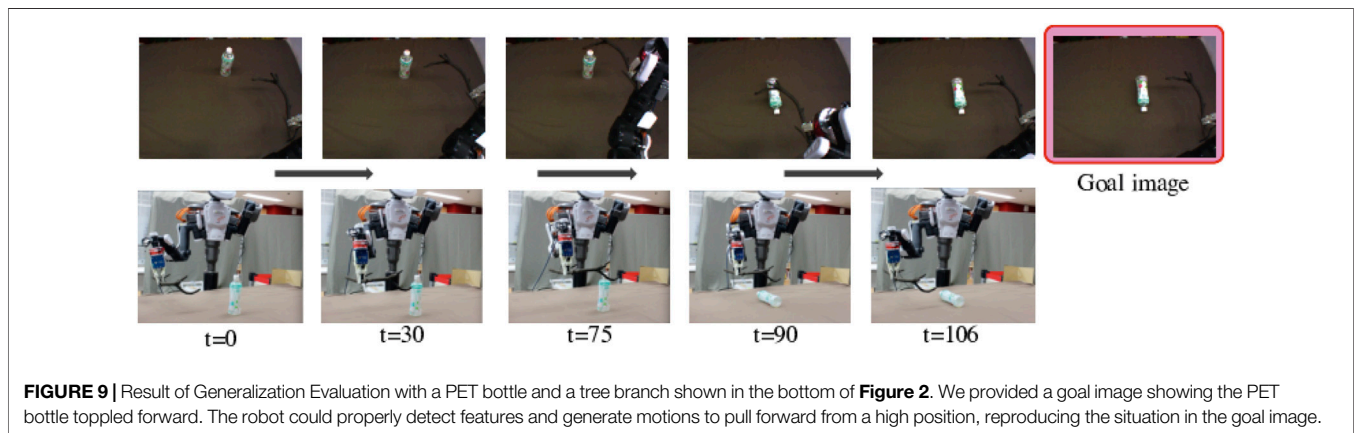 Goal image
t=0 t=30 t=75 t=90 t=106
FIGURE 9 | Result of Generalization Evaluation with a PET bottle and a tree branch shown in the bottom of Figure 2. We provided a goal image showing the PET
bottle toppled forward. The robot could properly detect features and generate motions to pull forward from a high position, reproducing the situation in the goal image.